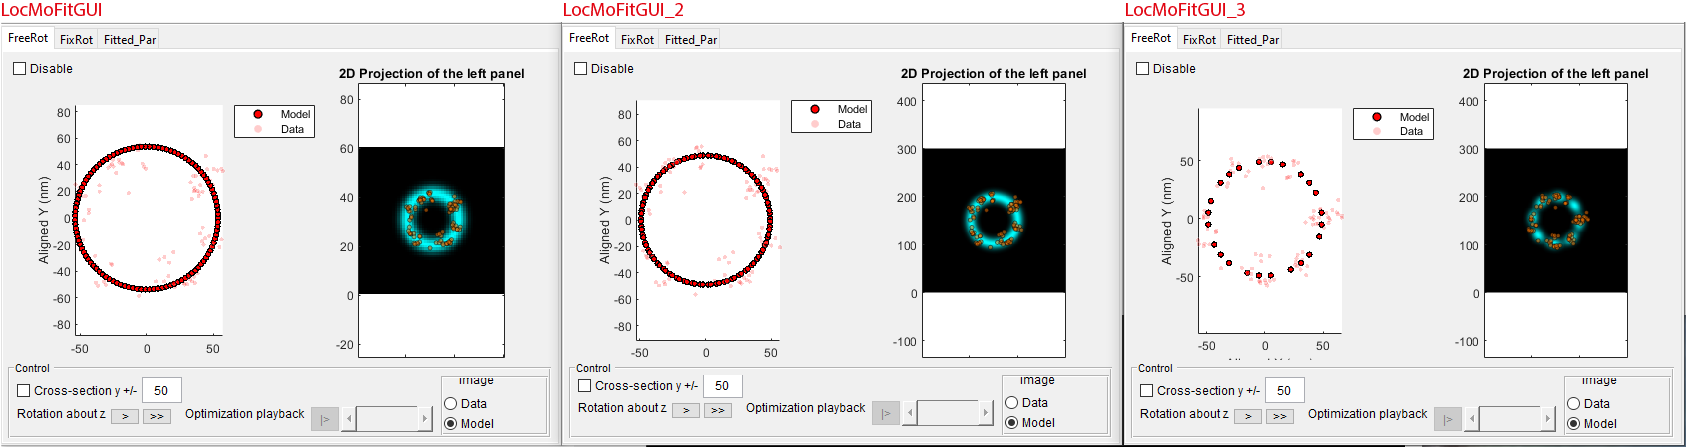 LocMoFitGUI
FreeRot FixRot Fitted_Par
Disable
2D Projection of the left panel
Model
Data
80
60
40
20
0
-20
-40
-60
-80
Aligned Y (nm)
-50 0 50
80
60
40
20
0
-20
Control
Cross-section y +/- 50
Rotation about z > >> Optimization playback |> 
Image
Data
Model
LocMoFitGUI_2
FreeRot FixRot Fitted_Par
Disable
2D Projection of the left panel
Model
Data
80
60
40
20
0
-20
-40
-60
-80
Aligned Y (nm)
-50 0 50
400
300
200
100
0
-100
Control
Cross-section y +/- 50
Rotation about z > >> Optimization playback |>
Image
Data
Model
LocMoFitGUI_3
FreeRot FixRot Fitted_Par
Disable
2D Projection of the left panel
Model
Data
50
0
-50
Aligned Y (nm)
-50 0 50
400
300
200
100
0
-100
Control
Cross-section y +/- 50
Rotation about z > >> Optimization playback |>
Image
Data
Model